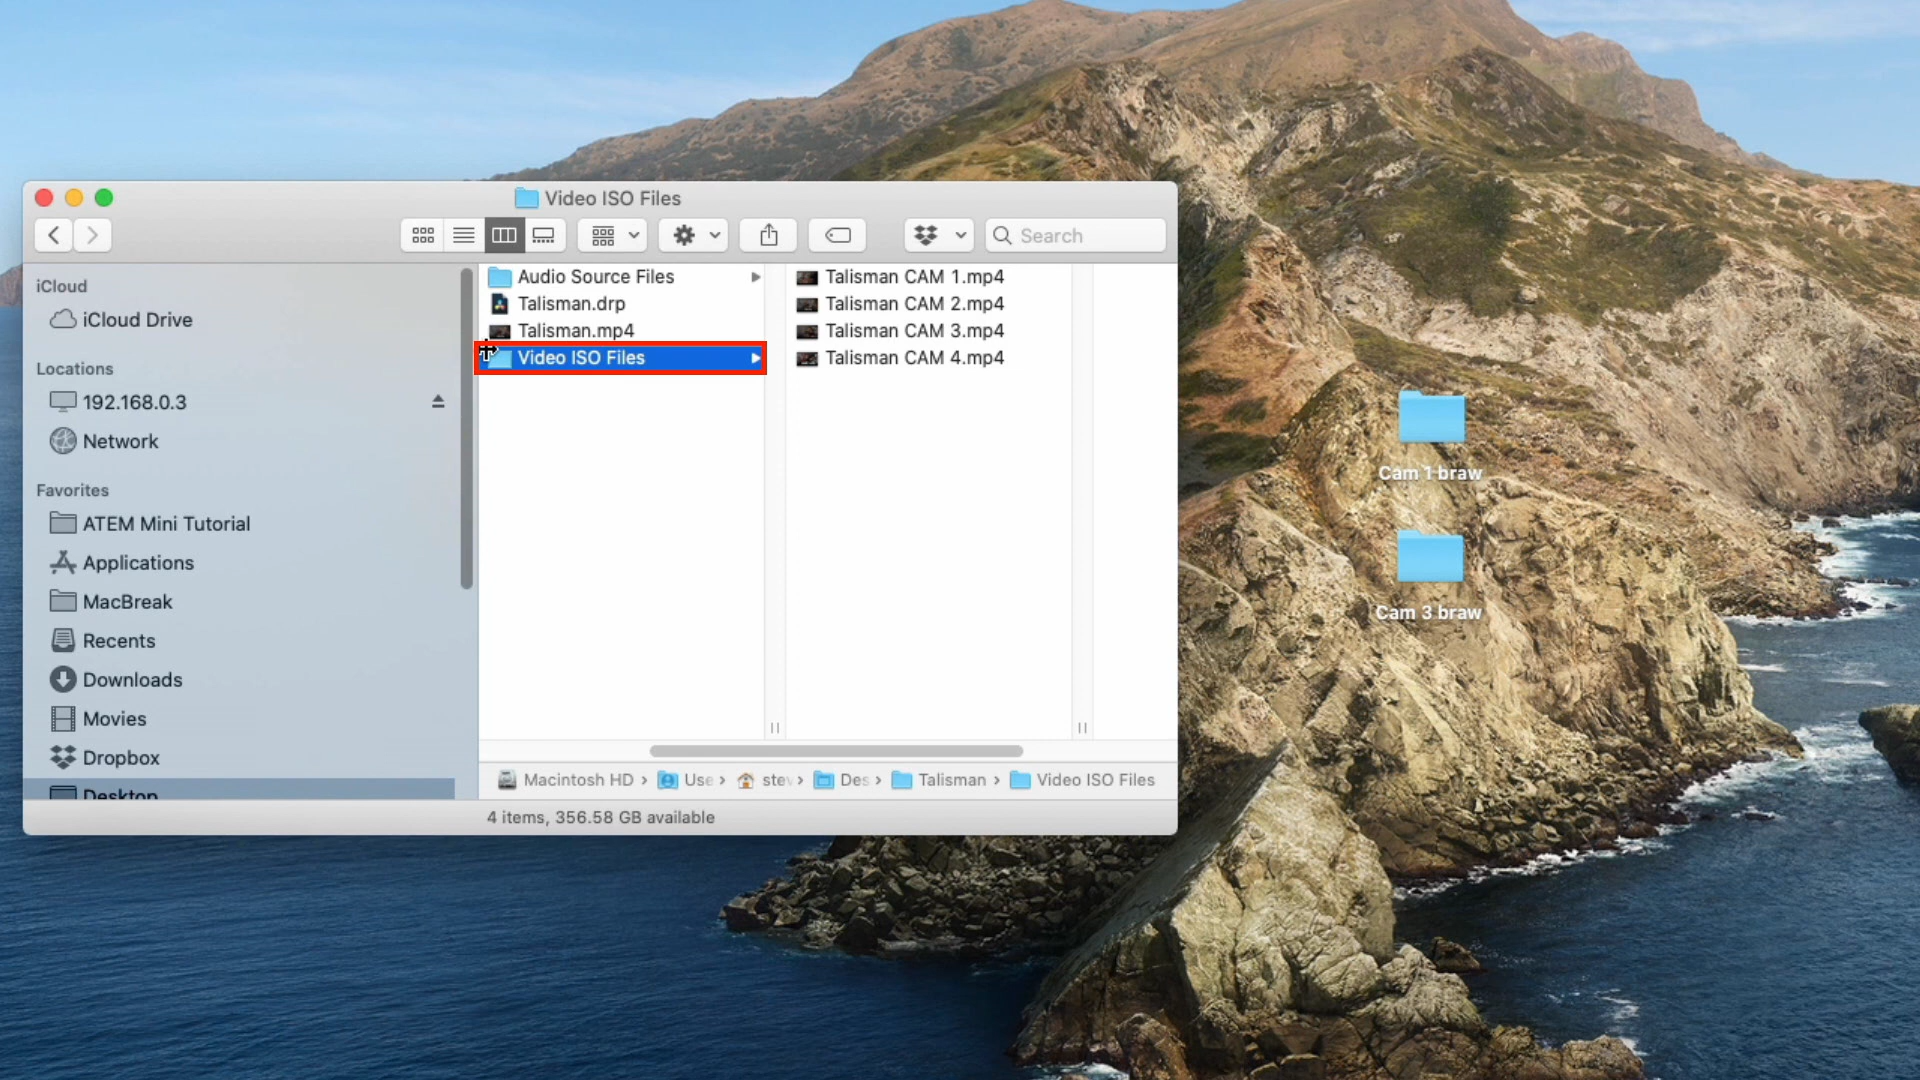 Video ISO Files
Search
iCloud
iCloud Drive
Locations
192.168.0.3
Network
Favorites
ATEM Mini Tutorial
Applications
MacBreak
Recents
Downloads
Movies
Dropbox
Desktop
Audio Source Files
Talisman.drp
Talisman.mp4
Video ISO Files
Talisman CAM 1.mp4
Talisman CAM 2.mp4
Talisman CAM 3.mp4
Talisman CAM 4.mp4
Macintosh HD › Use › stev › Des › Talisman › Video ISO Files
4 items, 356.58 GB available
Cam 1 braw
Cam 3 braw